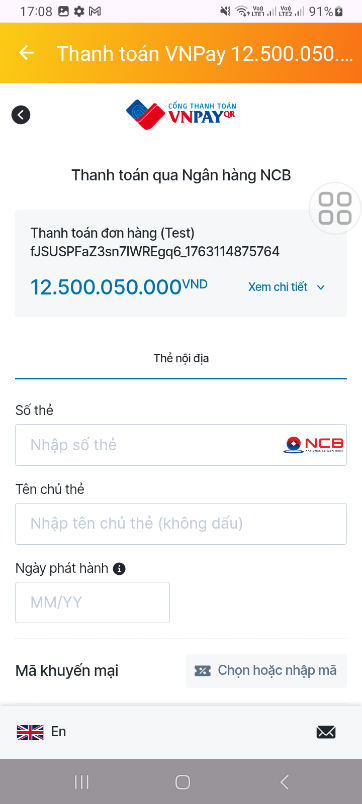 17:08
91%
Thanh toán VNPay 12.500.050....
CỔNG THANH TOÁN
VNPAYQR
Thanh toán qua Ngân hàng NCB
Thanh toán đơn hàng (Test)
fJSUSPFaZ3sn7IWREgq6_1763114875764
12.500.050.000VND
Xem chi tiết
Thẻ nội địa
Số thẻ
Nhập số thẻ
NCB
Tên chủ thẻ
Nhập tên chủ thẻ (không dấu)
Ngày phát hành
MM/YY
Mã khuyến mại
Chọn hoặc nhập mã
En